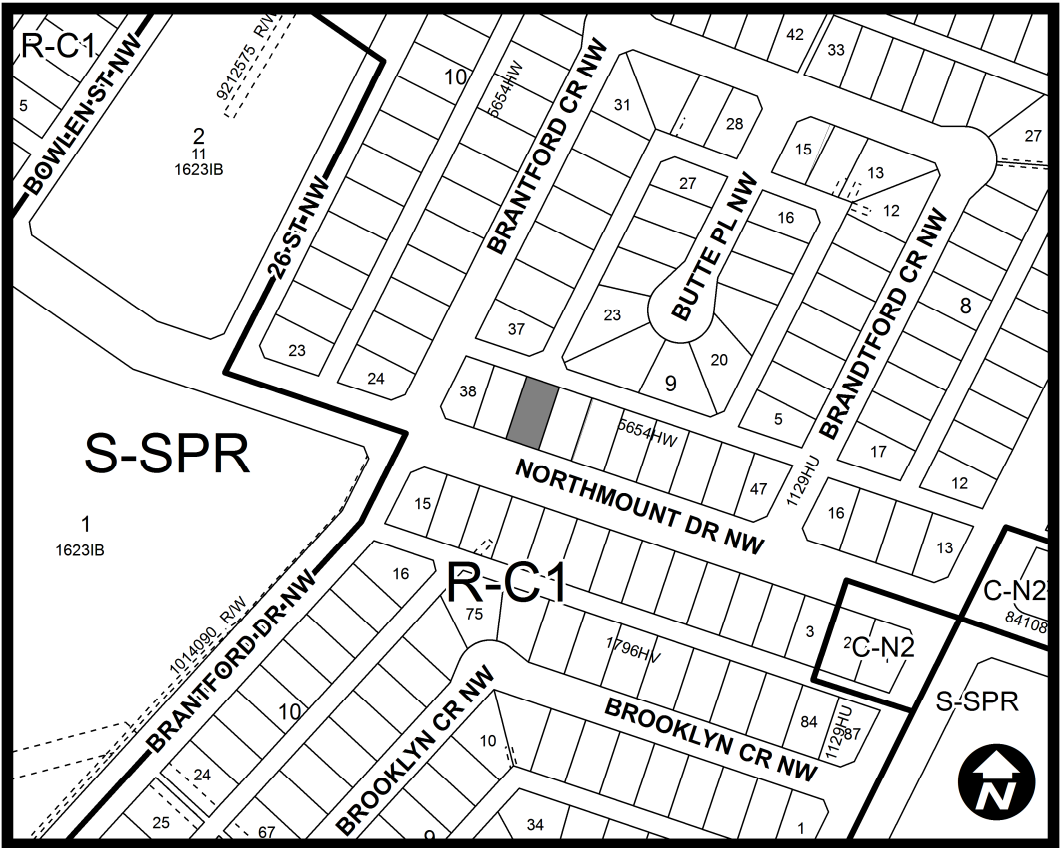 R-C1
BOWLEN ST NW
5
9212575 R/W
2
11
1623IB
26 ST NW
10
5654HW
BRANTFORD CR NW
31
28
42
33
15
13
12
27
27
16
BUTTE PL NW
BRANDTFORD CR NW
8
23
20
9
23
24
37
38
5
17
12
5654HW
47
1129HU
16
13
NORTHMOUNT DR NW
S-SPR
1
1623IB
15
16
R-C1
75
3
2
C-N2
C-N2
84108
1014090 R/W
BRANTFORD DR NW
1796HV
BROOKLYN CR NW
84
1129HU
87
S-SPR
10
10
BROOKLYN CR NW
24
25
67
9
34
1
N